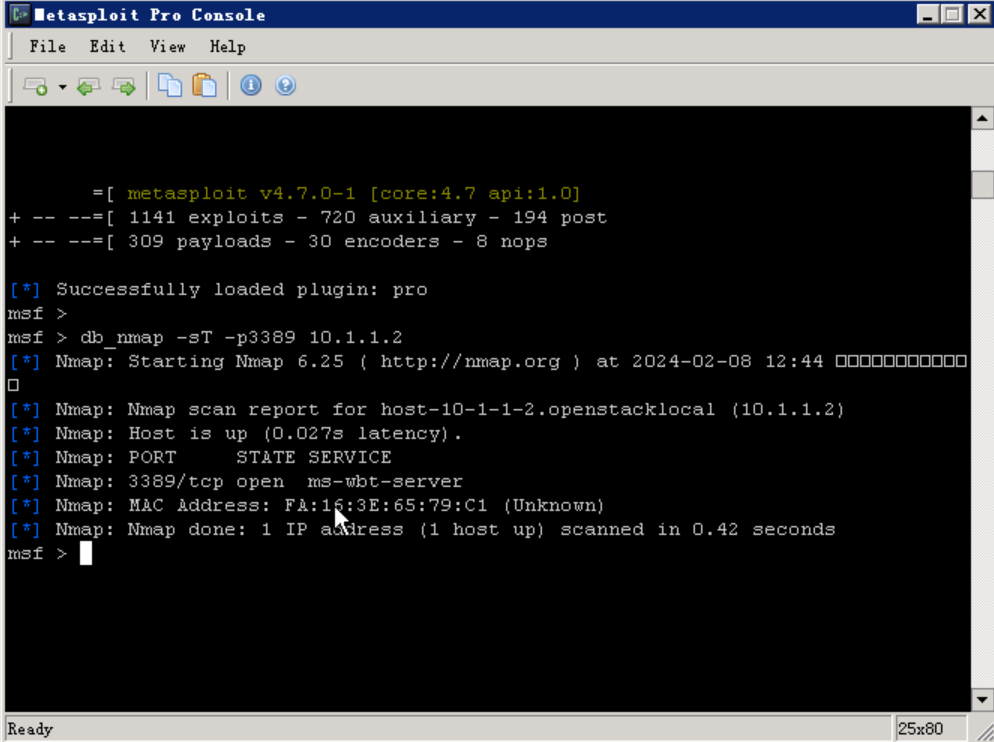 Metasploit Pro Console
File Edit View Help
=[ metasploit v4.7.0-1 [core:4.7 api:1.0]
+ -- --=[ 1141 exploits - 720 auxiliary - 194 post
+ -- --=[ 309 payloads - 30 encoders - 8 nops
[*] Successfully loaded plugin: pro
msf >
msf > db_nmap -sT -p3389 10.1.1.2
[*] Nmap: Starting Nmap 6.25 ( http://nmap.org ) at 2024-02-08 12:44 □□□□□□□□□□□
□
[*] Nmap: Nmap scan report for host-10-1-1-2.openstacklocal (10.1.1.2)
[*] Nmap: Host is up (0.027s latency).
[*] Nmap: PORT     STATE SERVICE
[*] Nmap: 3389/tcp open  ms-wbt-server
[*] Nmap: MAC Address: FA:16:3E:65:79:C1 (Unknown)
[*] Nmap: Nmap done: 1 IP address (1 host up) scanned in 0.42 seconds
msf >
Ready 25x80